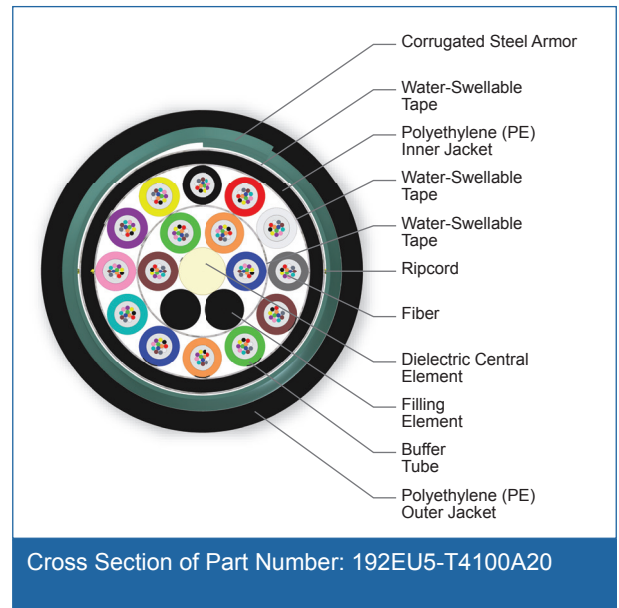 Corrugated Steel Armor
Water-Swellable
Tape
Polyethylene (PE)
Inner Jacket
Water-Swellable
Tape
Water-Swellable
Tape
Ripcord
Fiber
Dielectric Central
Element
Filling
Element
Buffer
Tube
Polyethylene (PE)
Outer Jacket
Cross Section of Part Number: 192EU5-T4100A20